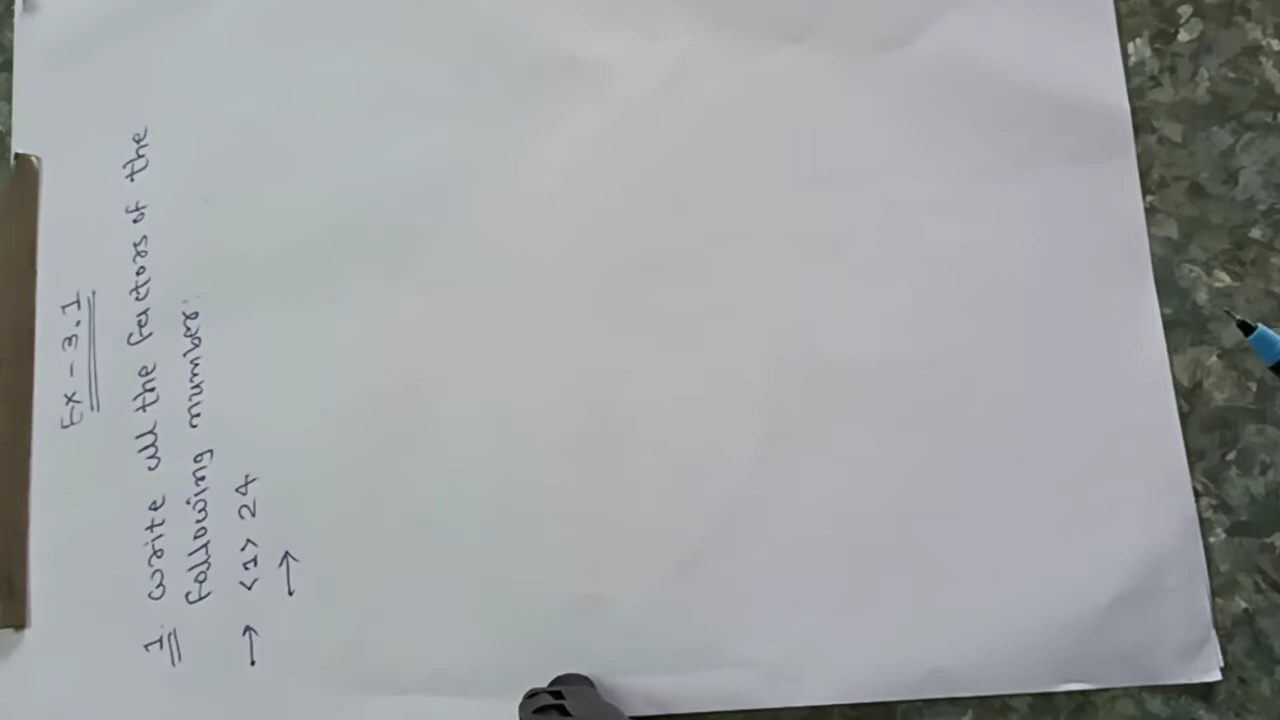 Ex - 3.1
1. write all the factors of the
following number:
→ <1> 24
→